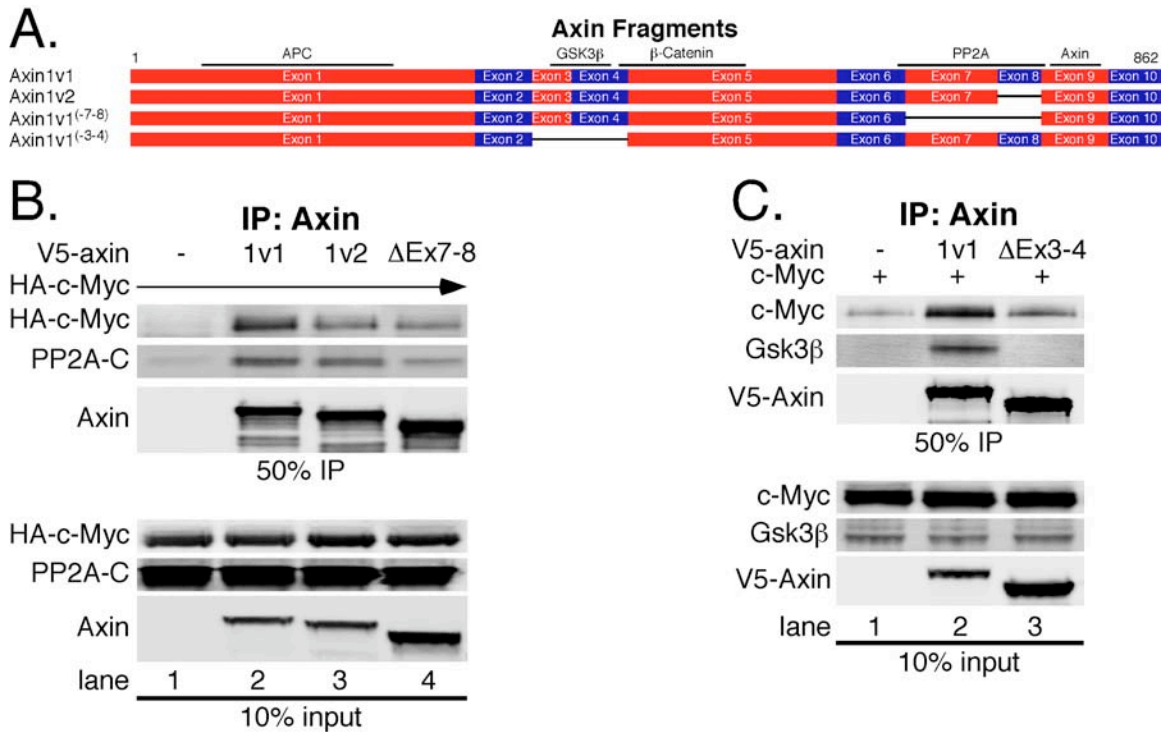 A.
Axin Fragments
1 APC GSK3β β-Catenin PP2A Axin 862
Axin1v1 Exon 1 Exon 2 Exon 3 Exon 4 Exon 5 Exon 6 Exon 7 Exon 8 Exon 9 Exon 10
Axin1v2 Exon 1 Exon 2 Exon 3 Exon 4 Exon 5 Exon 6 Exon 7 Exon 9 Exon 10
Axin1v1(-7-8) Exon 1 Exon 2 Exon 3 Exon 4 Exon 5 Exon 6 Exon 9 Exon 10
Axin1v1(-3-4) Exon 1 Exon 2 Exon 5 Exon 6 Exon 7 Exon 8 Exon 9 Exon 10
B.
IP: Axin
V5-axin - 1v1 1v2 ΔEx7-8
HA-c-Myc
HA-c-Myc
PP2A-C
Axin
50% IP
HA-c-Myc
PP2A-C
Axin
lane 1 2 3 4
10% input
C.
IP: Axin
V5-axin - 1v1 ΔEx3-4
c-Myc + + +
c-Myc
Gsk3β
V5-Axin
50% IP
c-Myc
Gsk3β
V5-Axin
lane 1 2 3
10% input